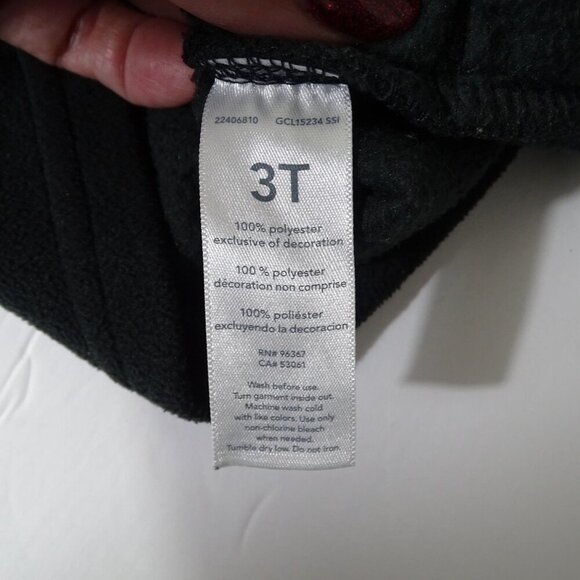 22406810 GCL15234 SSI
3T
100% polyester
exclusive of decoration
100 % polyester
décoration non comprise
100% poliéster
excluyendo la decoracion
RN# 96367
CA# 53061
Wash before use.
Turn garment inside out.
Machine wash cold
with like colors. Use only
non-chlorine bleach
when needed.
Tumble dry low. Do not iron.